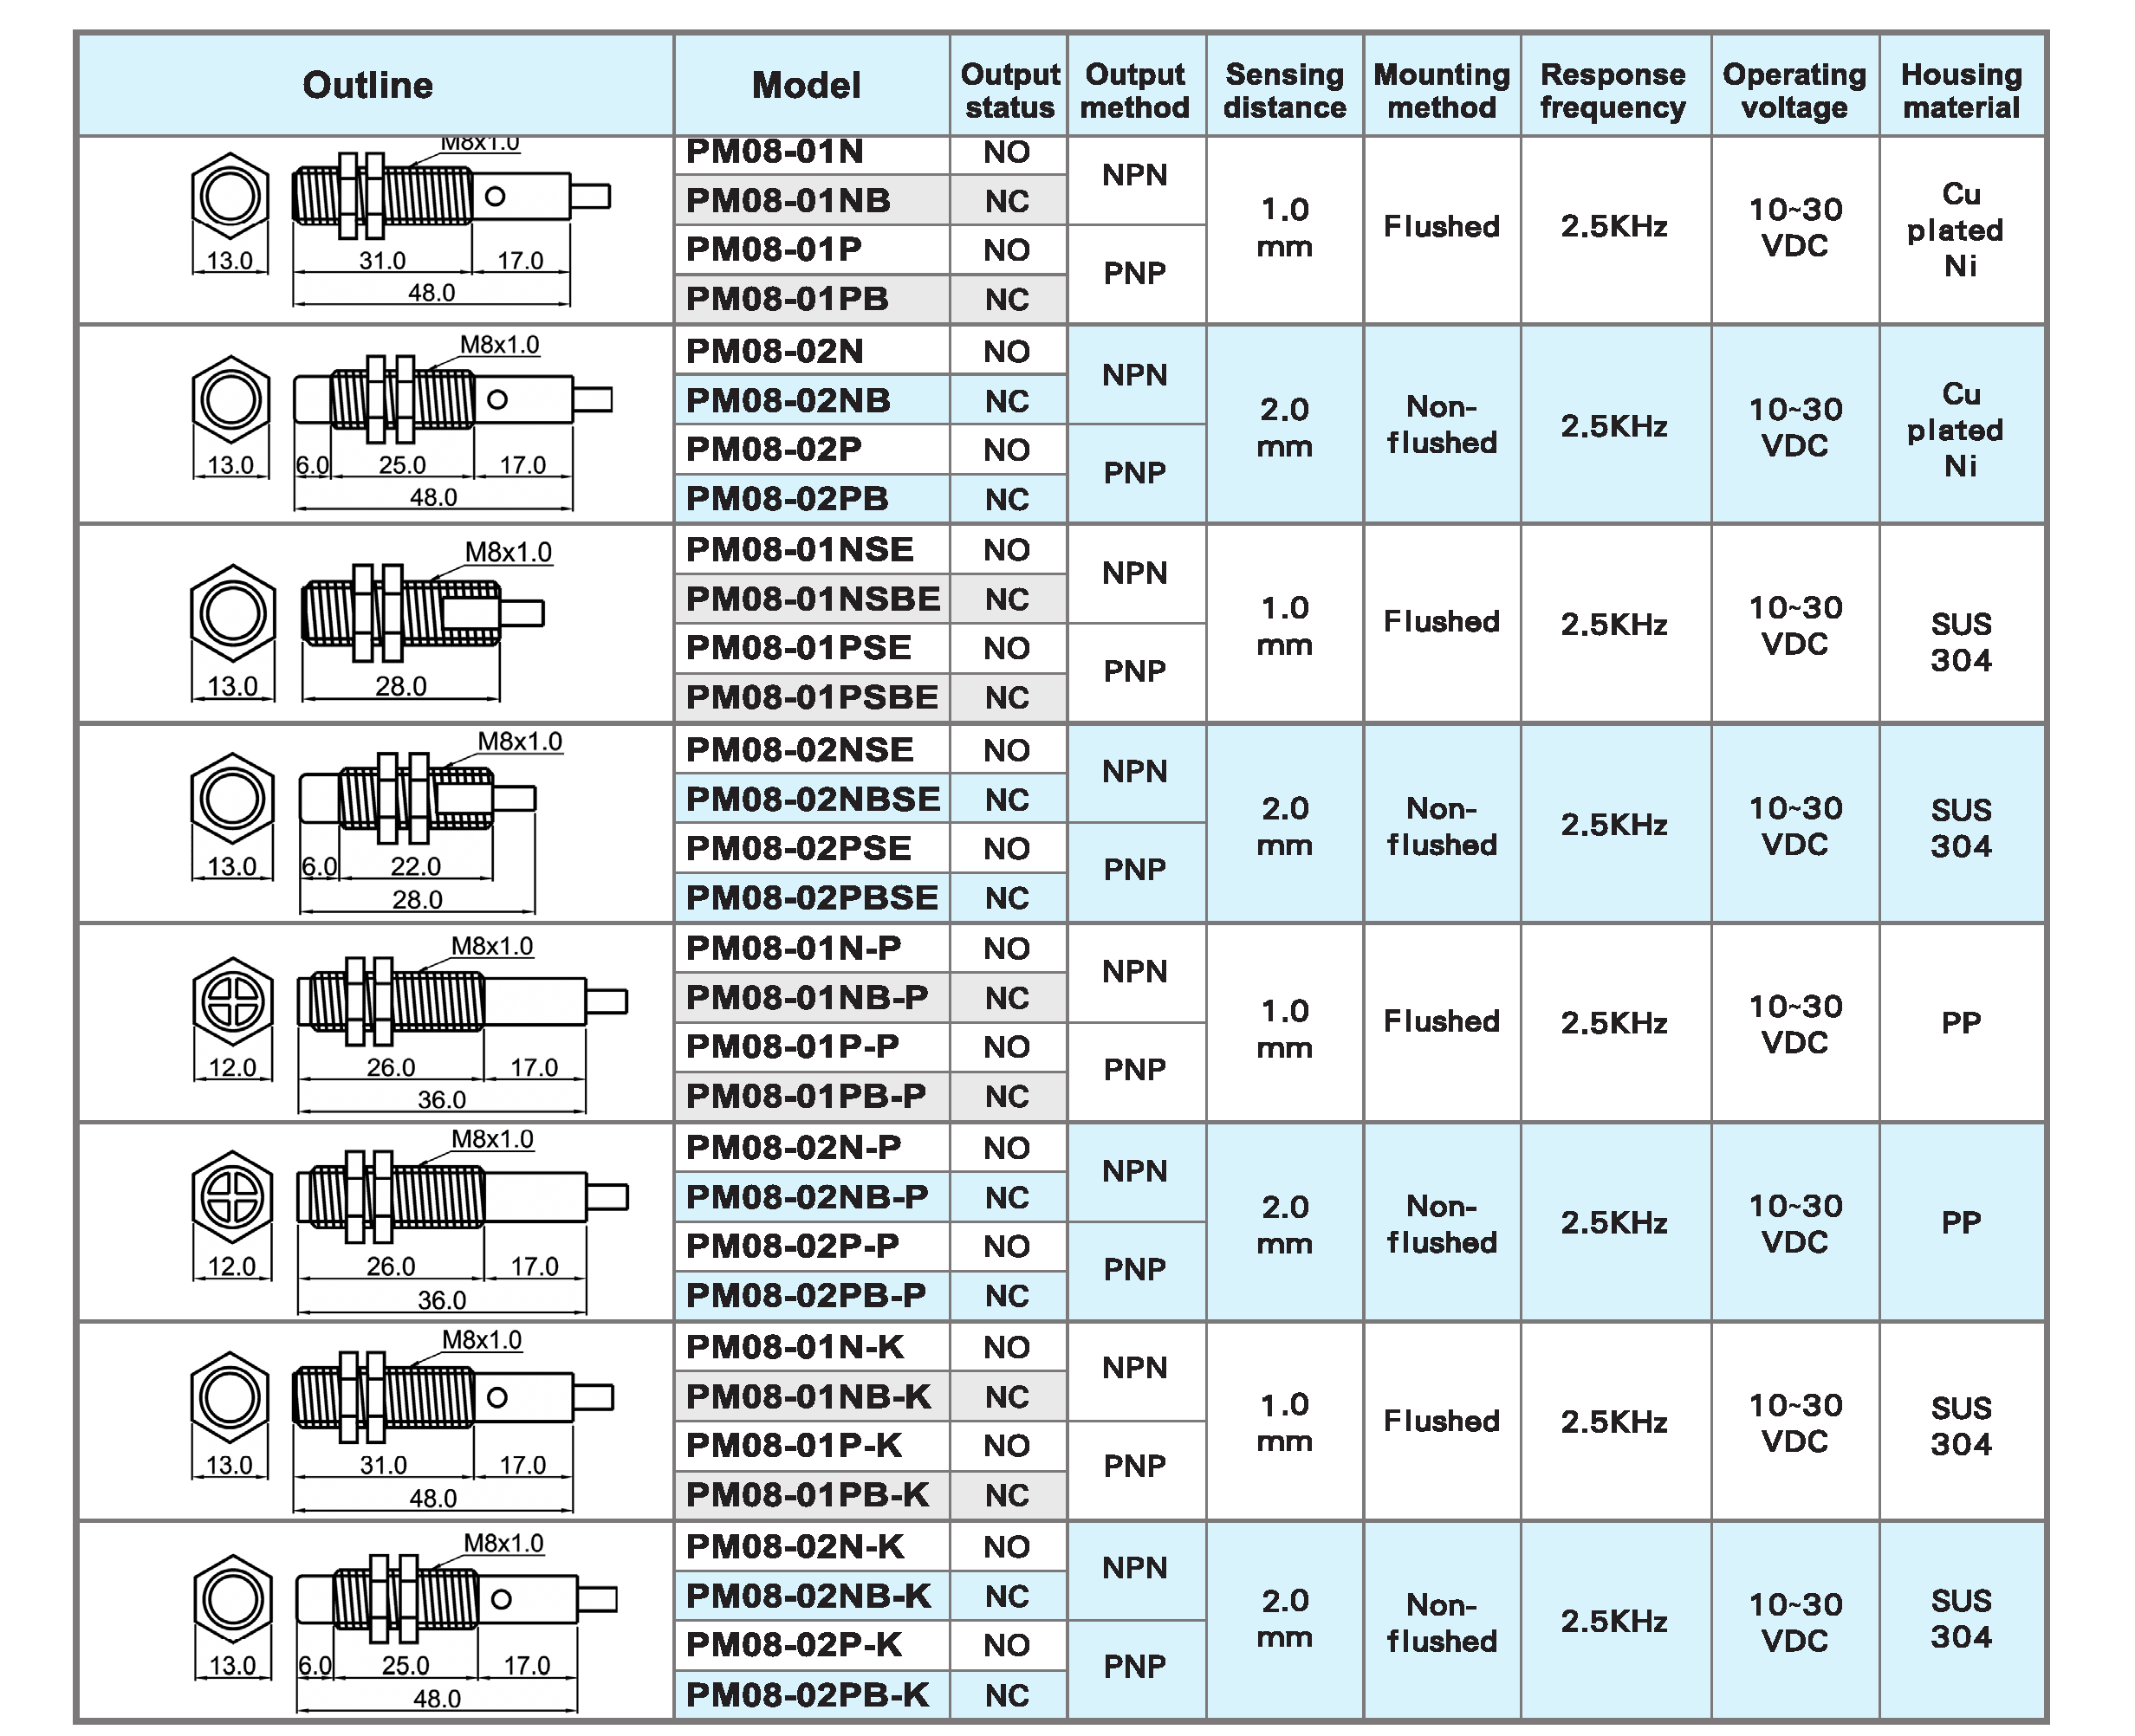 Outline
Model
Output status
Output method
Sensing distance
Mounting method
Response frequency
Operating voltage
Housing material
M8x1.0
13.0
31.0
17.0
48.0
PM08-01N NO
PM08-01NB NC
PM08-01P NO
PM08-01PB NC
NPN
PNP
1.0
mm
Flushed
2.5KHz
10~30
VDC
Cu
plated
Ni
M8x1.0
13.0
6.0
25.0
17.0
48.0
PM08-02N NO
PM08-02NB NC
PM08-02P NO
PM08-02PB NC
NPN
PNP
2.0
mm
Non-
flushed
2.5KHz
10~30
VDC
Cu
plated
Ni
M8x1.0
13.0
28.0
PM08-01NSE NO
PM08-01NSBE NC
PM08-01PSE NO
PM08-01PSBE NC
NPN
PNP
1.0
mm
Flushed
2.5KHz
10~30
VDC
SUS
304
M8x1.0
13.0
6.0
22.0
28.0
PM08-02NSE NO
PM08-02NBSE NC
PM08-02PSE NO
PM08-02PBSE NC
NPN
PNP
2.0
mm
Non-
flushed
2.5KHz
10~30
VDC
SUS
304
M8x1.0
12.0
26.0
17.0
36.0
PM08-01N-P NO
PM08-01NB-P NC
PM08-01P-P NO
PM08-01PB-P NC
NPN
PNP
1.0
mm
Flushed
2.5KHz
10~30
VDC
PP
M8x1.0
12.0
26.0
17.0
36.0
PM08-02N-P NO
PM08-02NB-P NC
PM08-02P-P NO
PM08-02PB-P NC
NPN
PNP
2.0
mm
Non-
flushed
2.5KHz
10~30
VDC
PP
M8x1.0
13.0
31.0
17.0
48.0
PM08-01N-K NO
PM08-01NB-K NC
PM08-01P-K NO
PM08-01PB-K NC
NPN
PNP
1.0
mm
Flushed
2.5KHz
10~30
VDC
SUS
304
M8x1.0
13.0
6.0
25.0
17.0
48.0
PM08-02N-K NO
PM08-02NB-K NC
PM08-02P-K NO
PM08-02PB-K NC
NPN
PNP
2.0
mm
Non-
flushed
2.5KHz
10~30
VDC
SUS
304